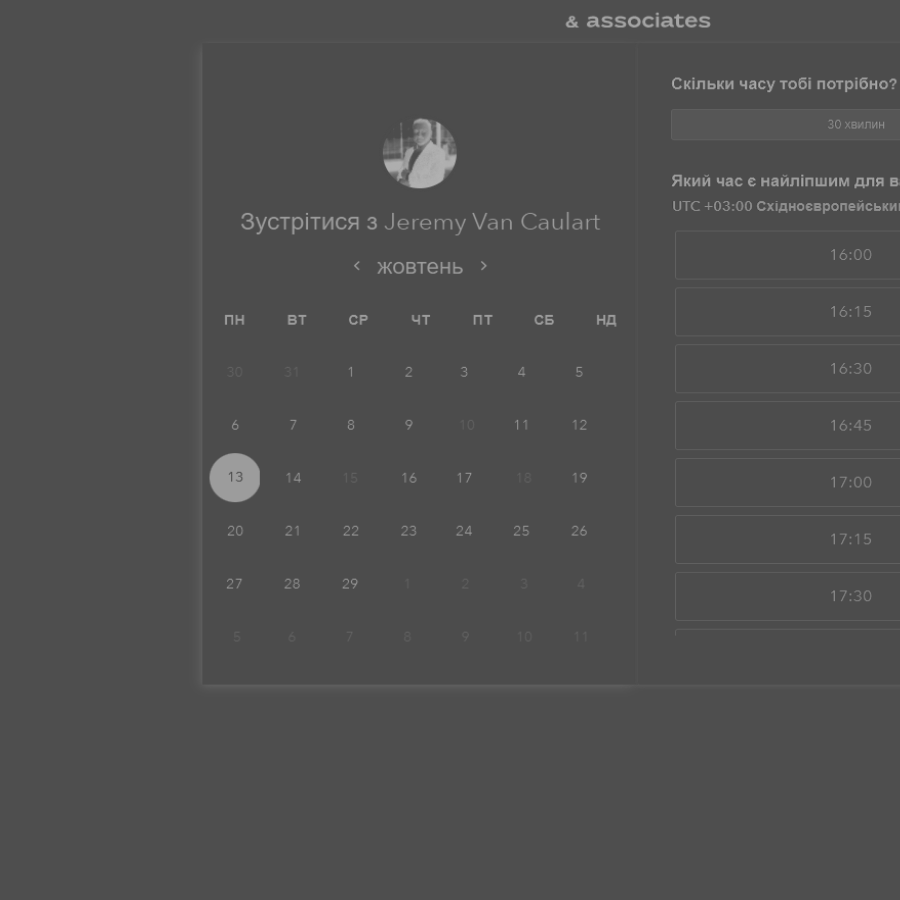 & associates
Зустрітися з Jeremy Van Caulart
‹ жовтень ›
ПН ВТ СР ЧТ ПТ СБ НД
30 31 1 2 3 4 5
6 7 8 9 10 11 12
13 14 15 16 17 18 19
20 21 22 23 24 25 26
27 28 29 1 2 3 4
5 6 7 8 9 10 11
Скільки часу тобі потрібно?
30 хвилин
Який час є найліпшим для
UTC +03:00
16:00
16:15
16:30
16:45
17:00
17:15
17:30